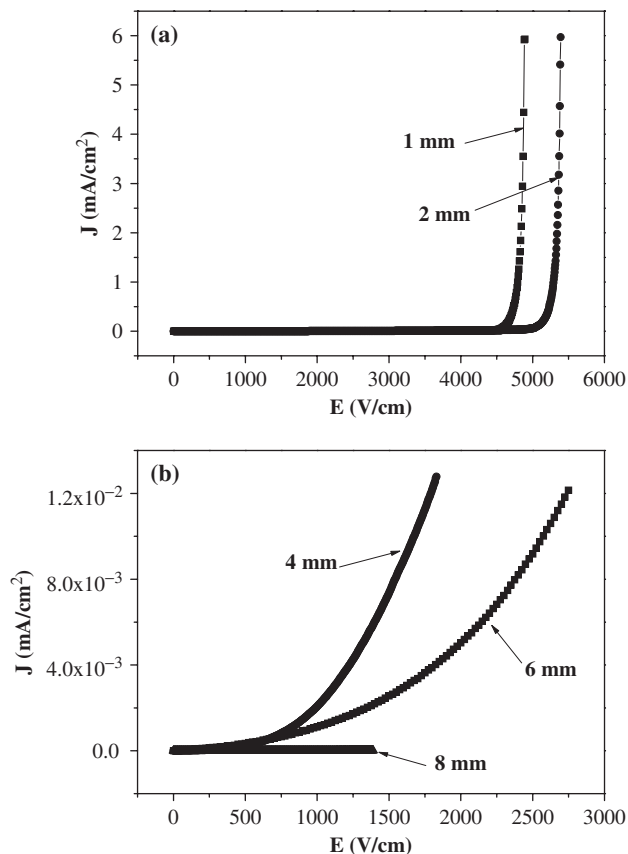 (a)
6
5
4
3
2
1
0
J (mA/cm²)
1 mm
2 mm
0 1000 2000 3000 4000 5000 6000
E (V/cm)
(b)
1.2x10⁻²
8.0x10⁻³
4.0x10⁻³
0.0
J (mA/cm²)
4 mm
6 mm
8 mm
0 500 1000 1500 2000 2500 3000
E (V/cm)